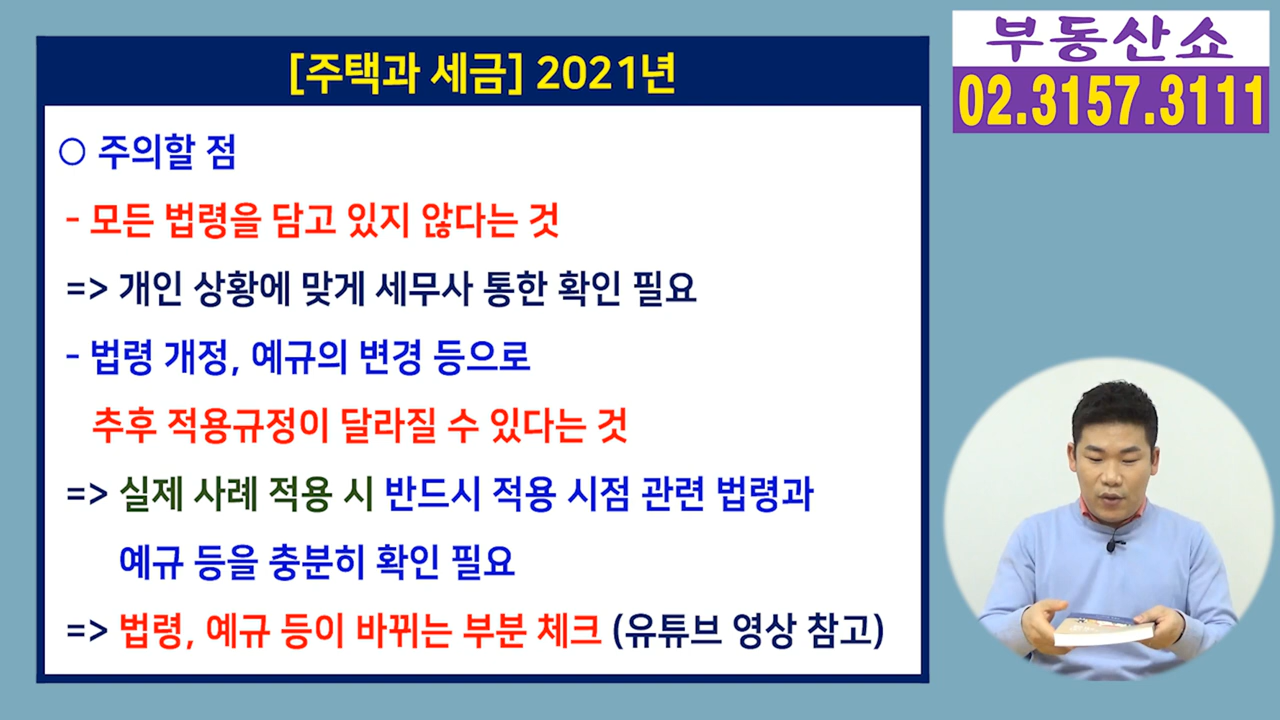 [주택과 세금] 2021년
○ 주의할 점
- 모든 법령을 담고 있지 않다는 것
=> 개인 상황에 맞게 세무사 통한 확인 필요
- 법령 개정, 예규의 변경 등으로
추후 적용규정이 달라질 수 있다는 것
=> 실제 사례 적용 시 반드시 적용 시점 관련 법령과
예규 등을 충분히 확인 필요
=> 법령, 예규 등이 바뀌는 부분 체크 (유튜브 영상 참고)
부동산쇼
02.3157.3111